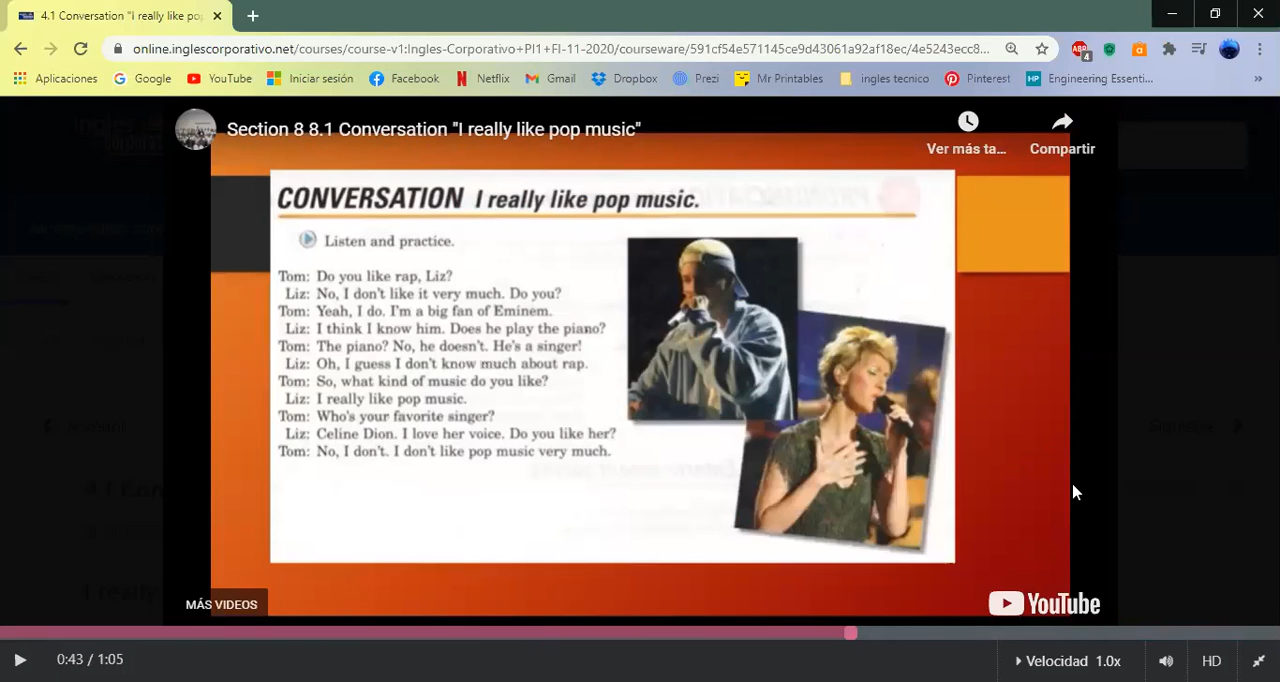 4.1 Conversation "I really like po
online.inglescorporativo.net/courses/course-v1:Ingles-Corporativo+PI1+FI-11-2020/courseware/591cf54e571145ce9d43061a92af18ec/4e5243ecc8...
ABP
4
Aplicaciones
Google
YouTube
Iniciar sesión
Facebook
Netflix
Gmail
Dropbox
Prezi
Mr Printables
ingles tecnico
Pinterest
HP
Engineering Essenti...
»
Section 8 8.1 Conversation "I really like pop music"
Ver más ta...
Compartir
CONVERSATION I really like pop music.
Listen and practice.
Tom: Do you like rap, Liz?
Liz: No, I don't like it very much. Do you?
Tom: Yeah, I do. I'm a big fan of Eminem.
Liz: I think I know him. Does he play the piano?
Tom: The piano? No, he doesn't. He's a singer!
Liz: Oh, I guess I don't know much about rap.
Tom: So, what kind of music do you like?
Liz: I really like pop music.
Tom: Who's your favorite singer?
Liz: Celine Dion. I love her voice. Do you like her?
Tom: No, I don't. I don't like pop music very much.
MÁS VIDEOS
YouTube
0:43 / 1:05
Velocidad 1.0x
HD